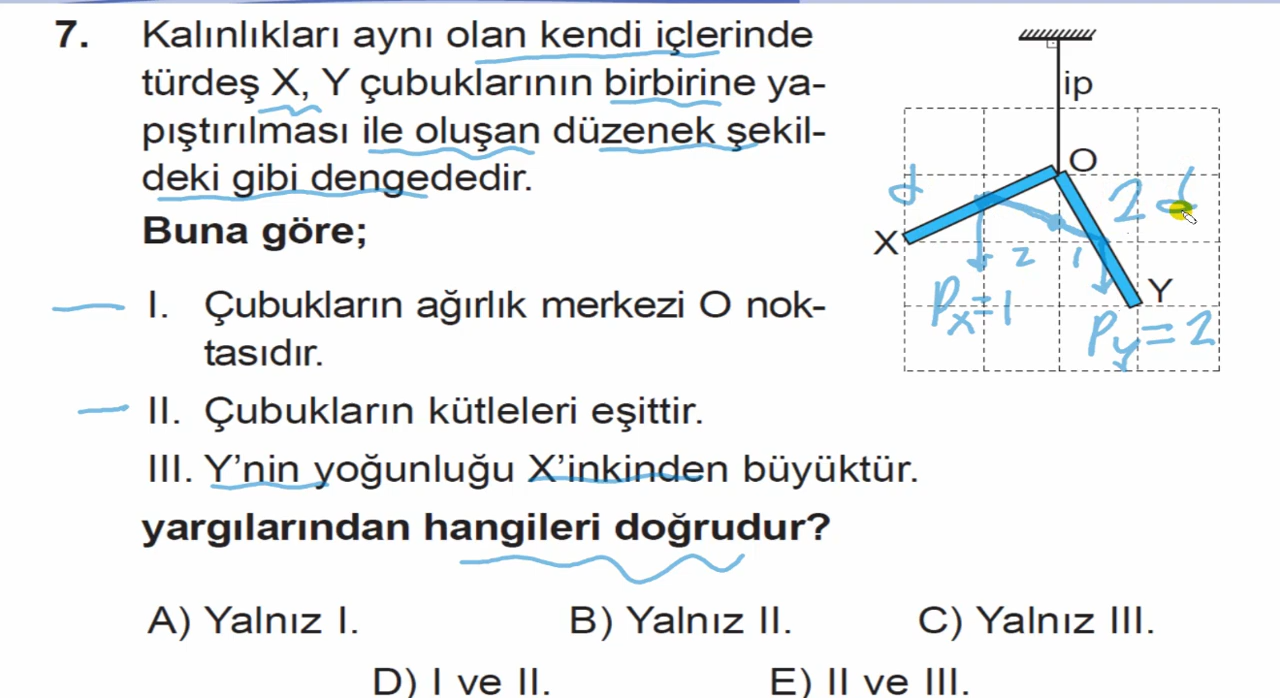 7. Kalınlıkları aynı olan kendi içlerinde
türdeş X, Y çubuklarının birbirine ya-
pıştırılması ile oluşan düzenek şekil-
deki gibi dengededir.
Buna göre;
I. Çubukların ağırlık merkezi O nok-
tasıdır.
II. Çubukların kütleleri eşittir.
III. Y’nin yoğunluğu X’inkinden büyüktür.
yargılarından hangileri doğrudur?
A) Yalnız I. B) Yalnız II. C) Yalnız III.
D) I ve II. E) II ve III.
ip
O
d 2d
X
2 1
Y
Px=1
Py=2